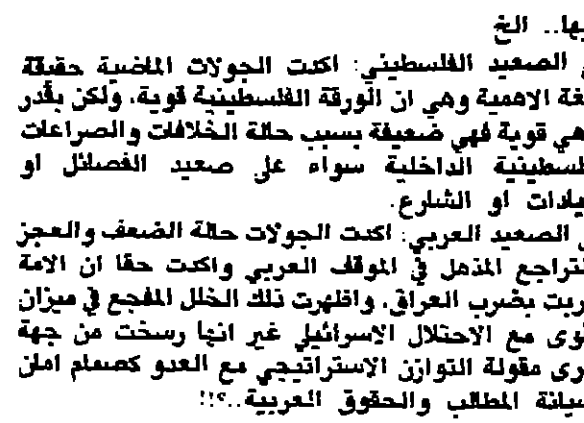 يها.. الخ
الصعيد الفلسطيني: اكدت الجولات الماضية حقيقة
غة الاهمية وهي ان الورقة الفلسطينية قوية، ولكن بقدر
هي قوية فهي ضعيفة بسبب حالة الخلافات والصراعات
لسطينية الداخلية سواء على صعيد الفصائل او
يادات او الشارع.
الصعيد العربي: اكدت الجولات حالة الضعف والعجز
لتراجع المذهل في الموقف العربي واكدت حقا ان الامة
ربت بضرب العراق، واظهرت تلك الخلل المفجع في ميزان
وى مع الاحتلال الاسرائيلي غير انها رسخت من جهة
رى مقولة التوازن الاستراتيجي مع العدو كصمام امان
سيانة المطالب والحقوق العربية..؟!!